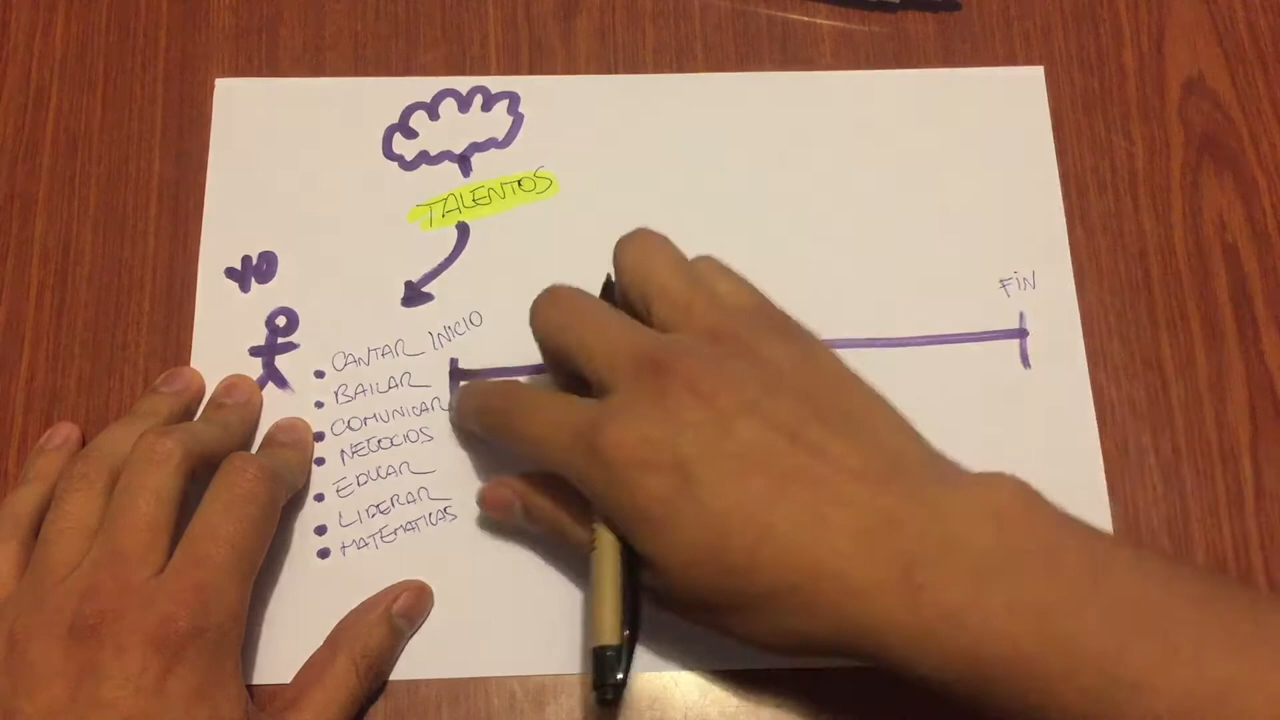 TALENTOS
YO
FIN
INICIO
CANTAR
BAILAR
COMUNICAR
NEGOCIOS
EDUCAR
LIDERAR
MATEMATICAS